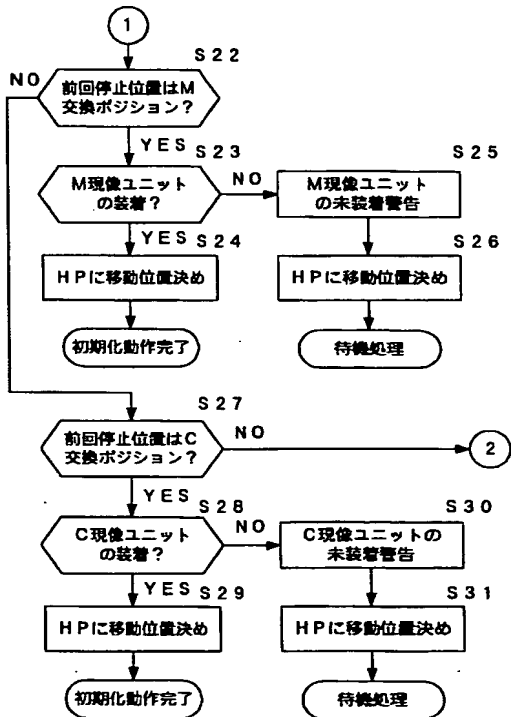 1
S22
NO
前回停止位置はM
交換ポジション？
YES
S23
M現像ユニット
の装着？
NO
S25
M現像ユニット
の未装着警告
YES
S24
HPに移動位置決め
S26
HPに移動位置決め
初期化動作完了
待機処理
S27
前回停止位置はC
交換ポジション？
NO
2
YES
S28
C現像ユニット
の装着？
NO
S30
C現像ユニットの
未装着警告
YES
S29
HPに移動位置決め
S31
HPに移動位置決め
初期化動作完了
待機処理